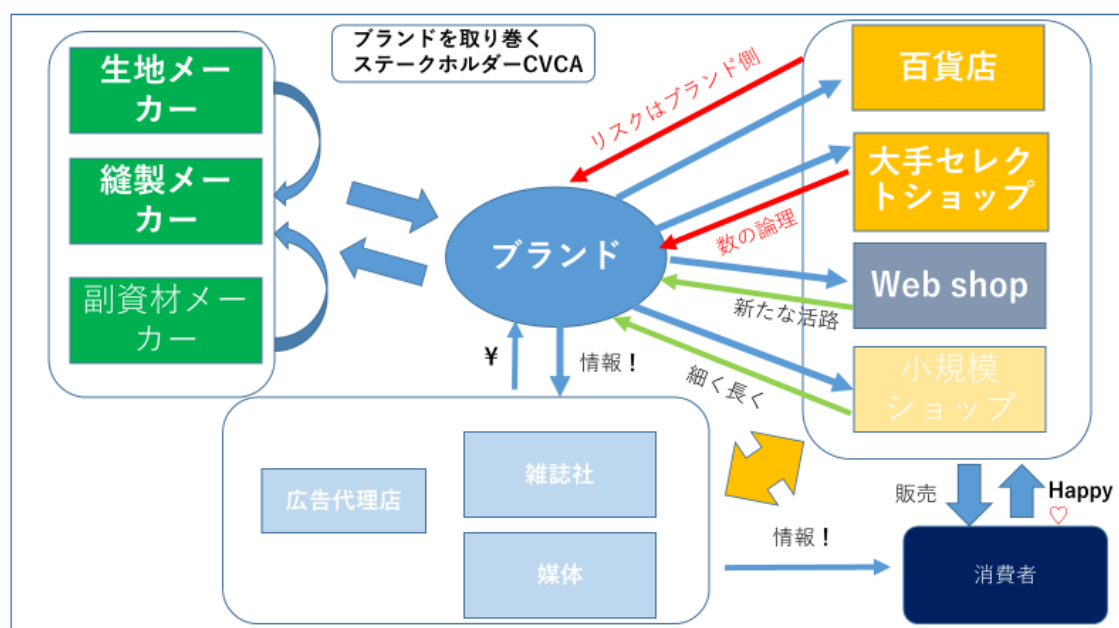 ブランドを取り巻く
ステークホルダーCVCA
生地メー
カー
縫製メー
カー
副資材メー
カー
ブランド
リスクはブランド側
数の論理
新たな活路
細く長く
百貨店
大手セレク
トショップ
Web shop
小規模
ショップ
¥
情報！
広告代理店
雑誌社
媒体
情報！
販売
Happy
♡
消費者